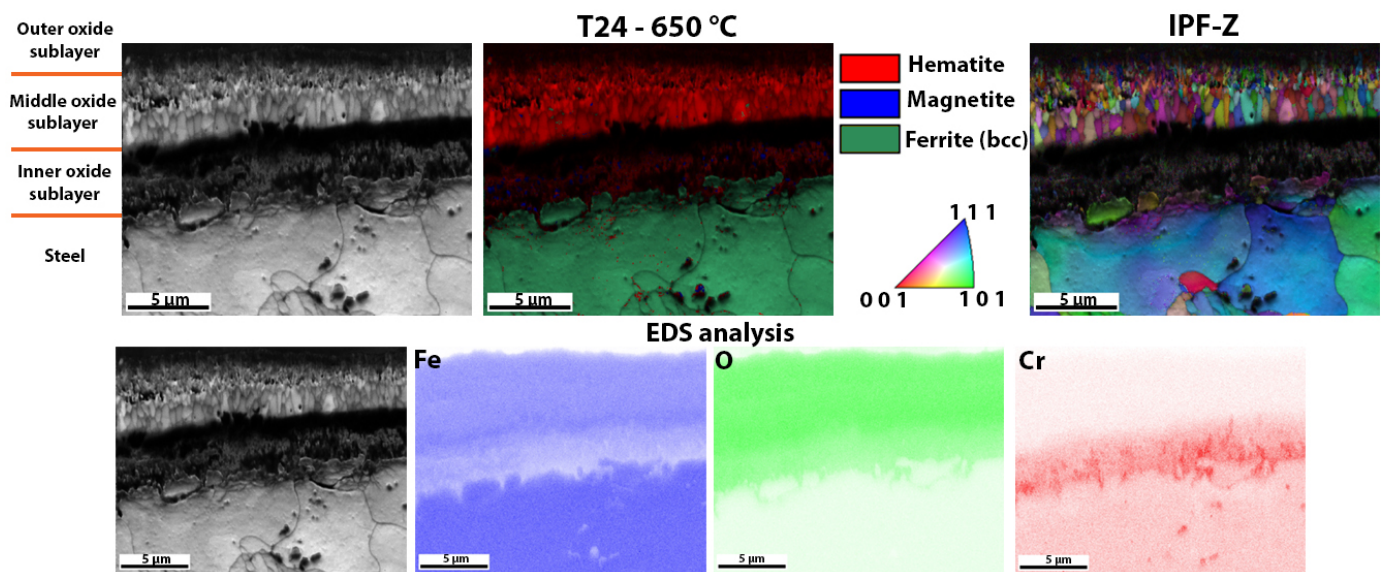 Outer oxide
sublayer
Middle oxide
sublayer
Inner oxide
sublayer
Steel
5 µm
T24 - 650 °C
5 µm
Hematite
Magnetite
Ferrite (bcc)
1 1 1
0 0 1
1 0 1
IPF-Z
5 µm
EDS analysis
5 µm
Fe
5 µm
O
5 µm
Cr
5 µm